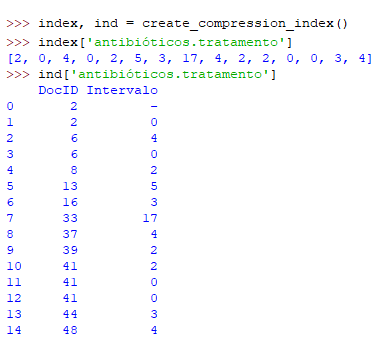 >>> index, ind = create_compression_index()
>>> index['antibióticos.tratamento']
[2, 0, 4, 0, 2, 5, 3, 17, 4, 2, 2, 0, 0, 3, 4]
>>> ind['antibióticos.tratamento']
DocID Intervalo
0 2 -
1 2 0
2 6 4
3 6 0
4 8 2
5 13 5
6 16 3
7 33 17
8 37 4
9 39 2
10 41 2
11 41 0
12 41 0
13 44 3
14 48 4